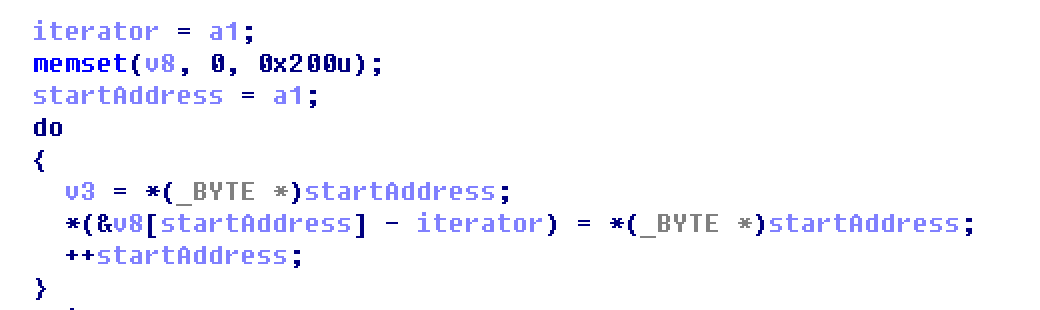 iterator = a1;
memset(v8, 0, 0x200u);
startAddress = a1;
do
{
v3 = *(_BYTE *)startAddress;
*(&v8[startAddress] - iterator) = *(_BYTE *)startAddress;
++startAddress;
}